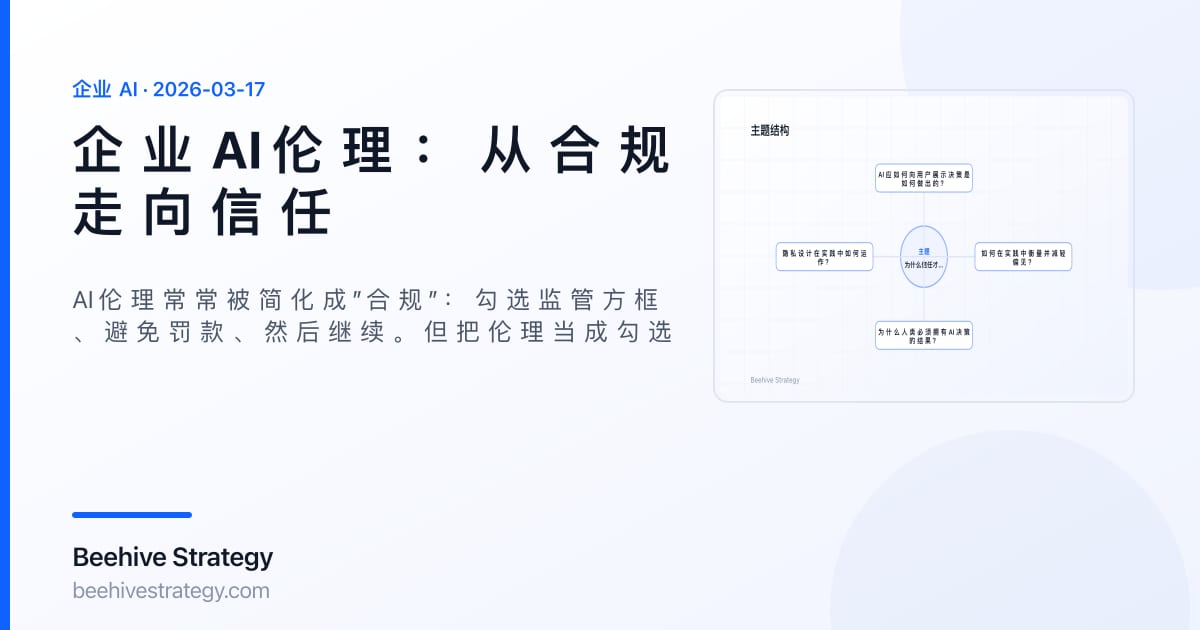 企业 AI · 2026-03-17
企业AI伦理：从合规
走向信任
AI伦理常常被简化成"合规"：勾选监管方框
、避免罚款、然后继续。但把伦理当成勾选
主题结构
AI应如何向用户展示决策是
如何做出的？
隐私设计在实践中如何运
作？
主题
为什么信任才...
如何在实践中衡量并减轻
偏见？
为什么人类必须拥有AI决策
的结果？
Beehive Strategy
Beehive Strategy
beehivestrategy.com